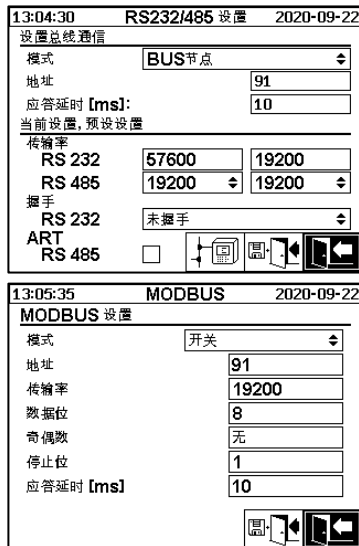 13:04:30 RS232/485 设置 2020-09-22
设置总线通信
模式 BUS节点
地址 91
应答延时 [ms]: 10
当前设置, 预设设置
传输率
RS 232 57600 19200
RS 485 19200 19200
握手
RS 232 未握手
ART
RS 485
13:05:35 MODBUS 2020-09-22
MODBUS 设置
模式 开关
地址 91
传输率 19200
数据位 8
奇偶数 无
停止位 1
应答延时 [ms] 10